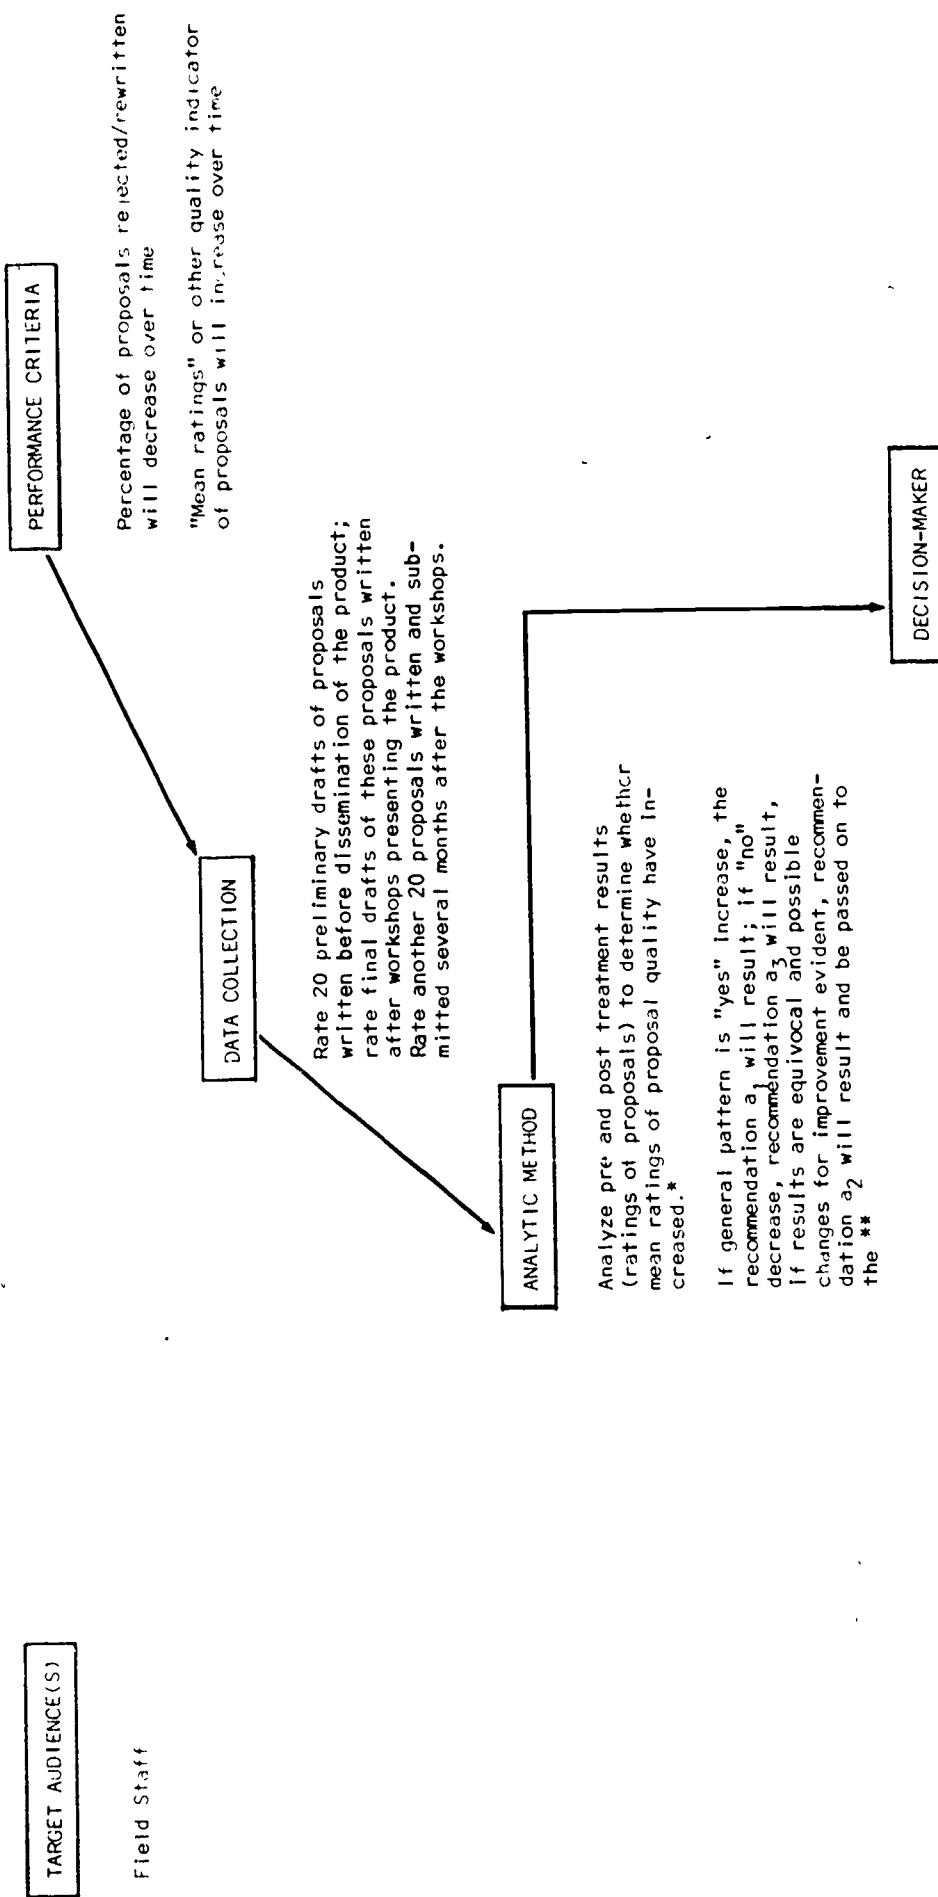 TARGET AUDIENCE(S)
Field Staff
PERFORMANCE CRITERIA
Percentage of proposals rejected/rewritten
will decrease over time
"Mean ratings" or other quality indicator
of proposals will increase over time
DATA COLLECTION
Rate 20 preliminary drafts of proposals
written before dissemination of the product;
rate final drafts of these proposals written
after workshops presenting the product.
Rate another 20 proposals written and sub-
mitted several months after the workshops.
ANALYTIC METHOD
Analyze pre and post treatment results
(ratings of proposals) to determine whether
mean ratings of proposal quality have in-
creased.*
If general pattern is "yes" increase, the
recommendation a1 will result; if "no"
decrease, recommendation a3 will result,
If results are equivocal and possible
changes for improvement evident, recommen-
dation a2 will result and be passed on to
the **
DECISION-MAKER